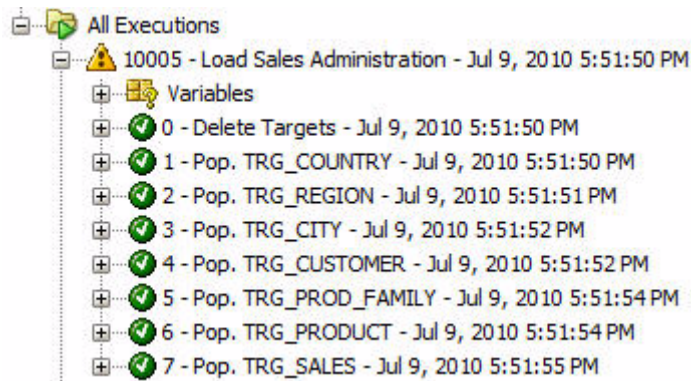 All Executions
10005 - Load Sales Administration - Jul 9, 2010 5:51:50 PM
Variables
0 - Delete Targets - Jul 9, 2010 5:51:50 PM
1 - Pop. TRG_COUNTRY - Jul 9, 2010 5:51:50 PM
2 - Pop. TRG_REGION - Jul 9, 2010 5:51:51 PM
3 - Pop. TRG_CITY - Jul 9, 2010 5:51:52 PM
4 - Pop. TRG_CUSTOMER - Jul 9, 2010 5:51:52 PM
5 - Pop. TRG_PROD_FAMILY - Jul 9, 2010 5:51:54 PM
6 - Pop. TRG_PRODUCT - Jul 9, 2010 5:51:54 PM
7 - Pop. TRG_SALES - Jul 9, 2010 5:51:55 PM